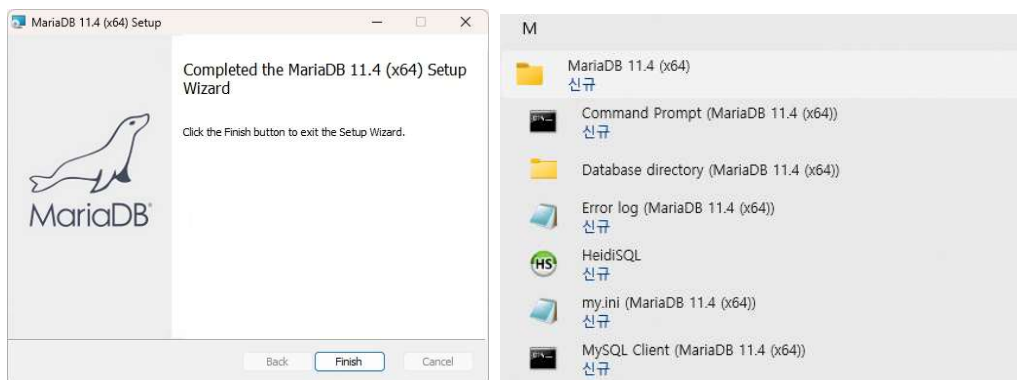 MariaDB 11.4 (x64) Setup
Completed the MariaDB 11.4 (x64) Setup
Wizard
Click the Finish button to exit the Setup Wizard.
MariaDB
Back
Finish
Cancel
M
MariaDB 11.4 (x64)
신규
Command Prompt (MariaDB 11.4 (x64))
신규
Database directory (MariaDB 11.4 (x64))
Error log (MariaDB 11.4 (x64))
신규
HS
HeidiSQL
신규
my.ini (MariaDB 11.4 (x64))
신규
MySQL Client (MariaDB 11.4 (x64))
신규